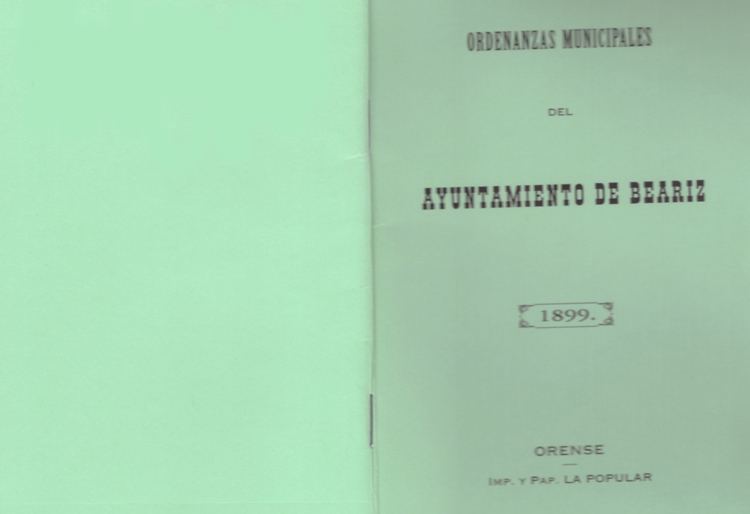 ORDENANZAS MUNICIPALES
DEL
AYUNTAMIENTO DE BEARIZ
1899.
ORENSE
IMP. Y PAP. LA POPULAR